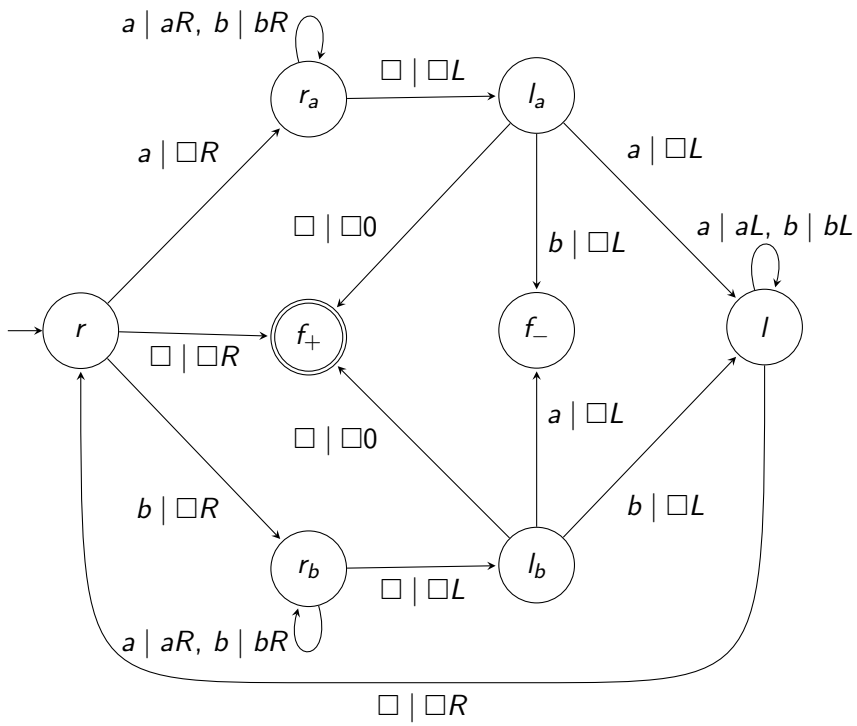 a | aR, b | bR
r_a
□ | □L
l_a
a | □R
a | □L
□ | □0
b | □L
a | aL, b | bL
r
□ | □R
f_+
f_−
l
□ | □0
a | □L
b | □R
b | □L
r_b
□ | □L
l_b
a | aR, b | bR
□ | □R